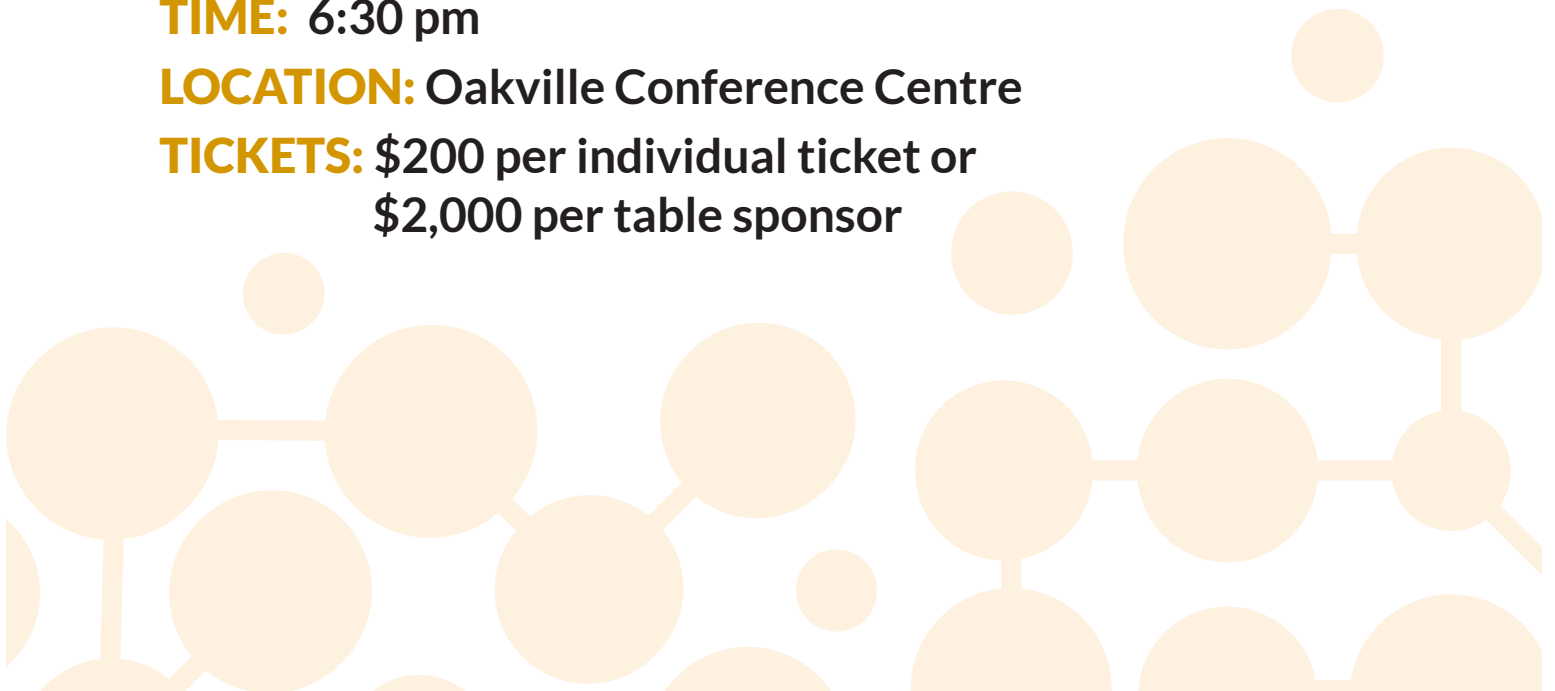 TIME: 6:30 pm
LOCATION: Oakville Conference Centre
TICKETS: $200 per individual ticket or
$2,000 per table sponsor